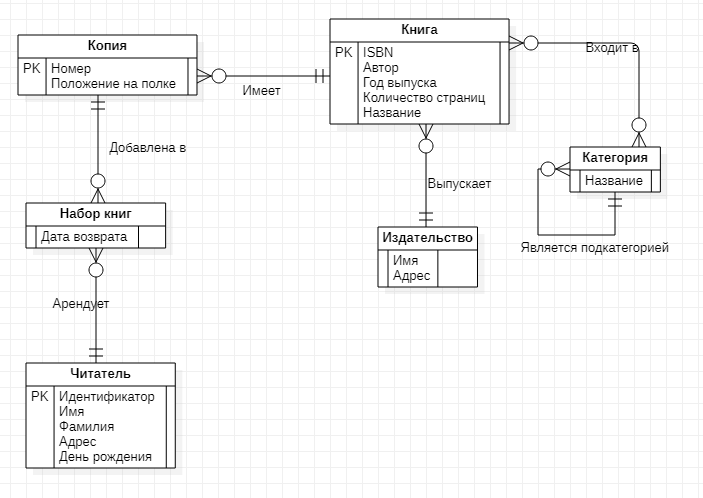 Копия
PK Номер
Положение на полке
Имеет
Книга
PK ISBN
Автор
Год выпуска
Количество страниц
Название
Входит в
Категория
Название
Является подкатегорией
Выпускает
Издательство
Имя
Адрес
Добавлена в
Набор книг
Дата возврата
Арендует
Читатель
PK Идентификатор
Имя
Фамилия
Адрес
День рождения